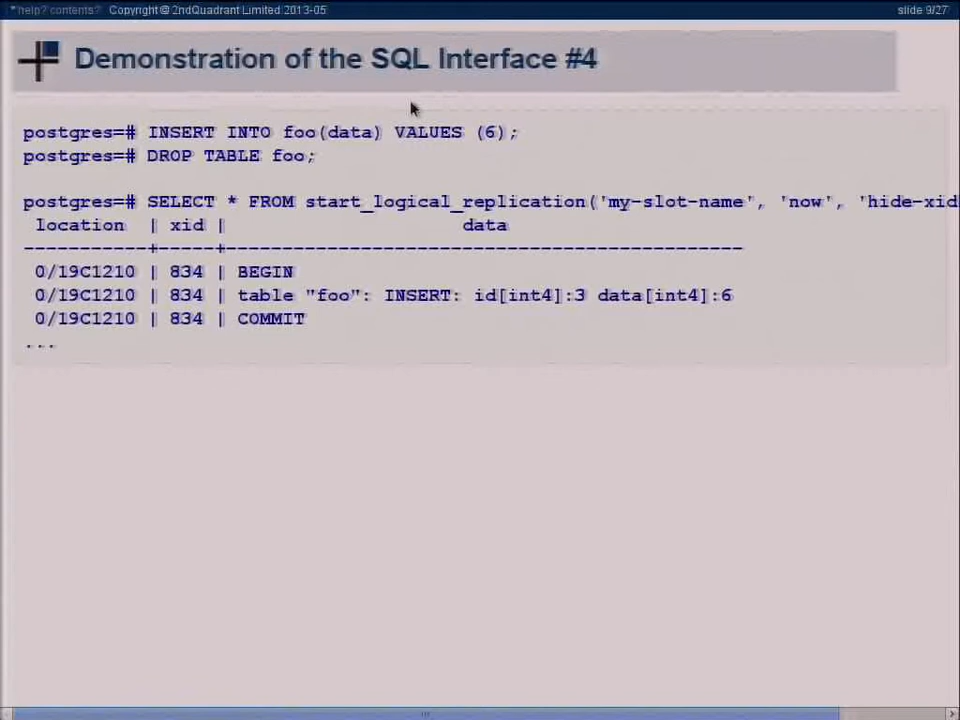 "help? contents? Copyright@2ndQuadrant Limited 2013-05 slide 9/27
Demonstration of the SQL Interface #4
postgres=# INSERT INTO foo(data) VALUES (6);
postgres=# DROP TABLE foo;
postgres=# SELECT * FROM start_logical_replication('my-slot-name', 'now', 'hide-xid
location | xid | data
-----------+-----+----------------------------------------------
0/19C1210 | 834 | BEGIN
0/19C1210 | 834 | table "foo": INSERT: id[int4]:3 data[int4]:6
0/19C1210 | 834 | COMMIT
...